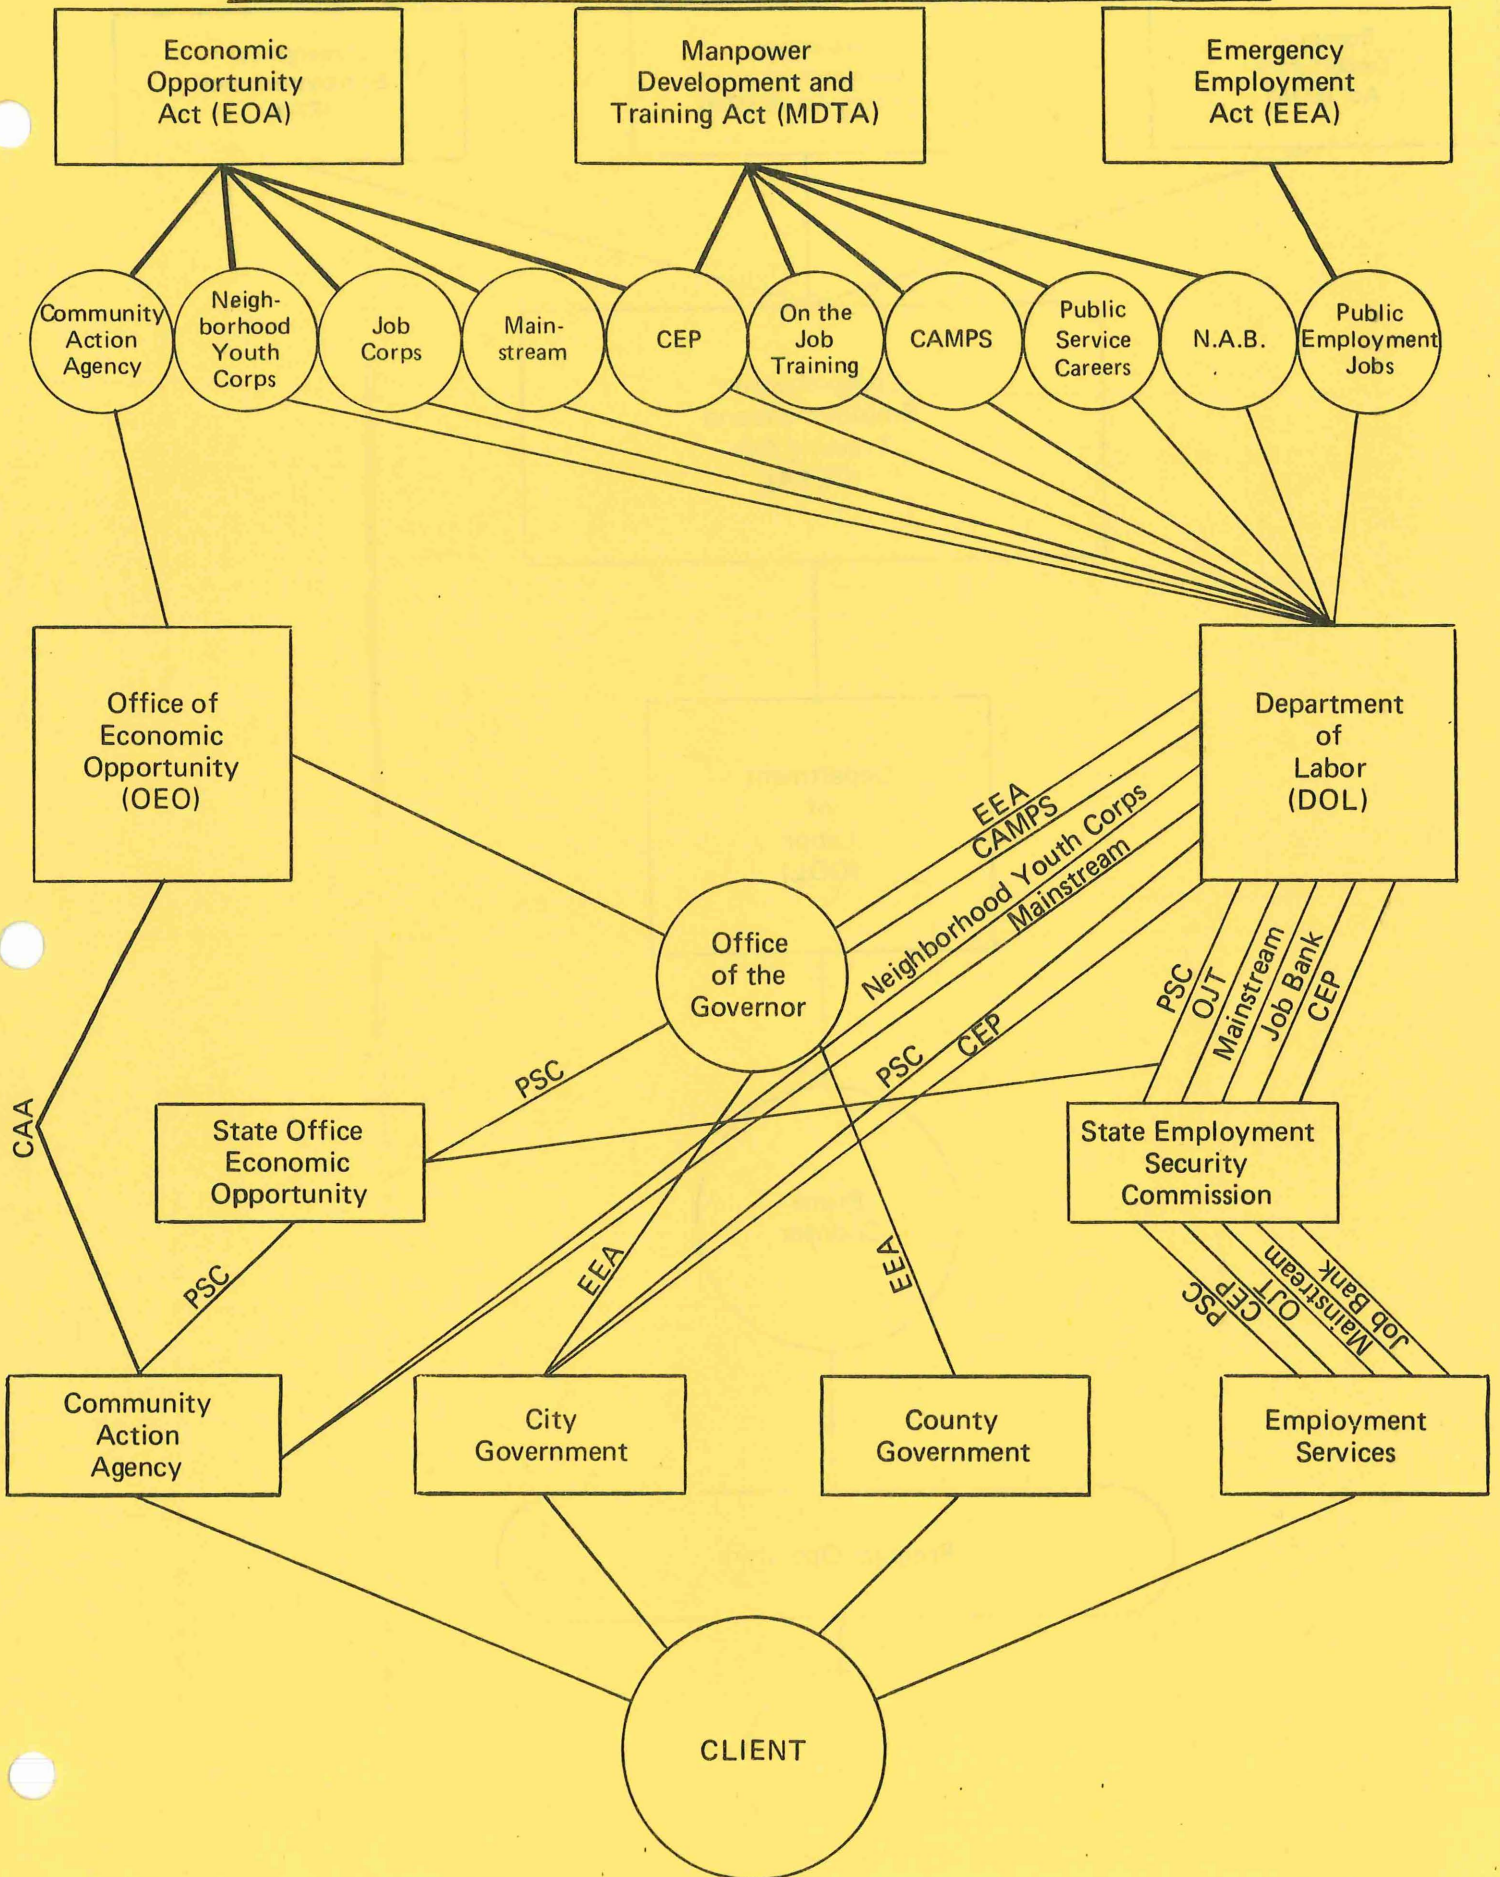 Economic
Opportunity
Act (EOA)
Manpower
Development and
Training Act (MDTA)
Emergency
Employment
Act (EEA)
Community
Action
Agency
Neigh-
borhood
Youth
Corps
Job
Corps
Main-
stream
CEP
On the
Job
Training
CAMPS
Public
Service
Careers
N.A.B.
Public
Employment
Jobs
Office of
Economic
Opportunity
(OEO)
Department
of
Labor
(DOL)
EEA
CAMPS
Neighborhood Youth Corps
Mainstream
Office
of the
Governor
PSC
OJT
Mainstream
Job Bank
CEP
PSC
PSC
CEP
CAA
State Office
Economic
Opportunity
State Employment
Security
Commission
PSC
EEA
EEA
PSC
CEP
OJT
Mainstream
Job Bank
Community
Action
Agency
City
Government
County
Government
Employment
Services
CLIENT